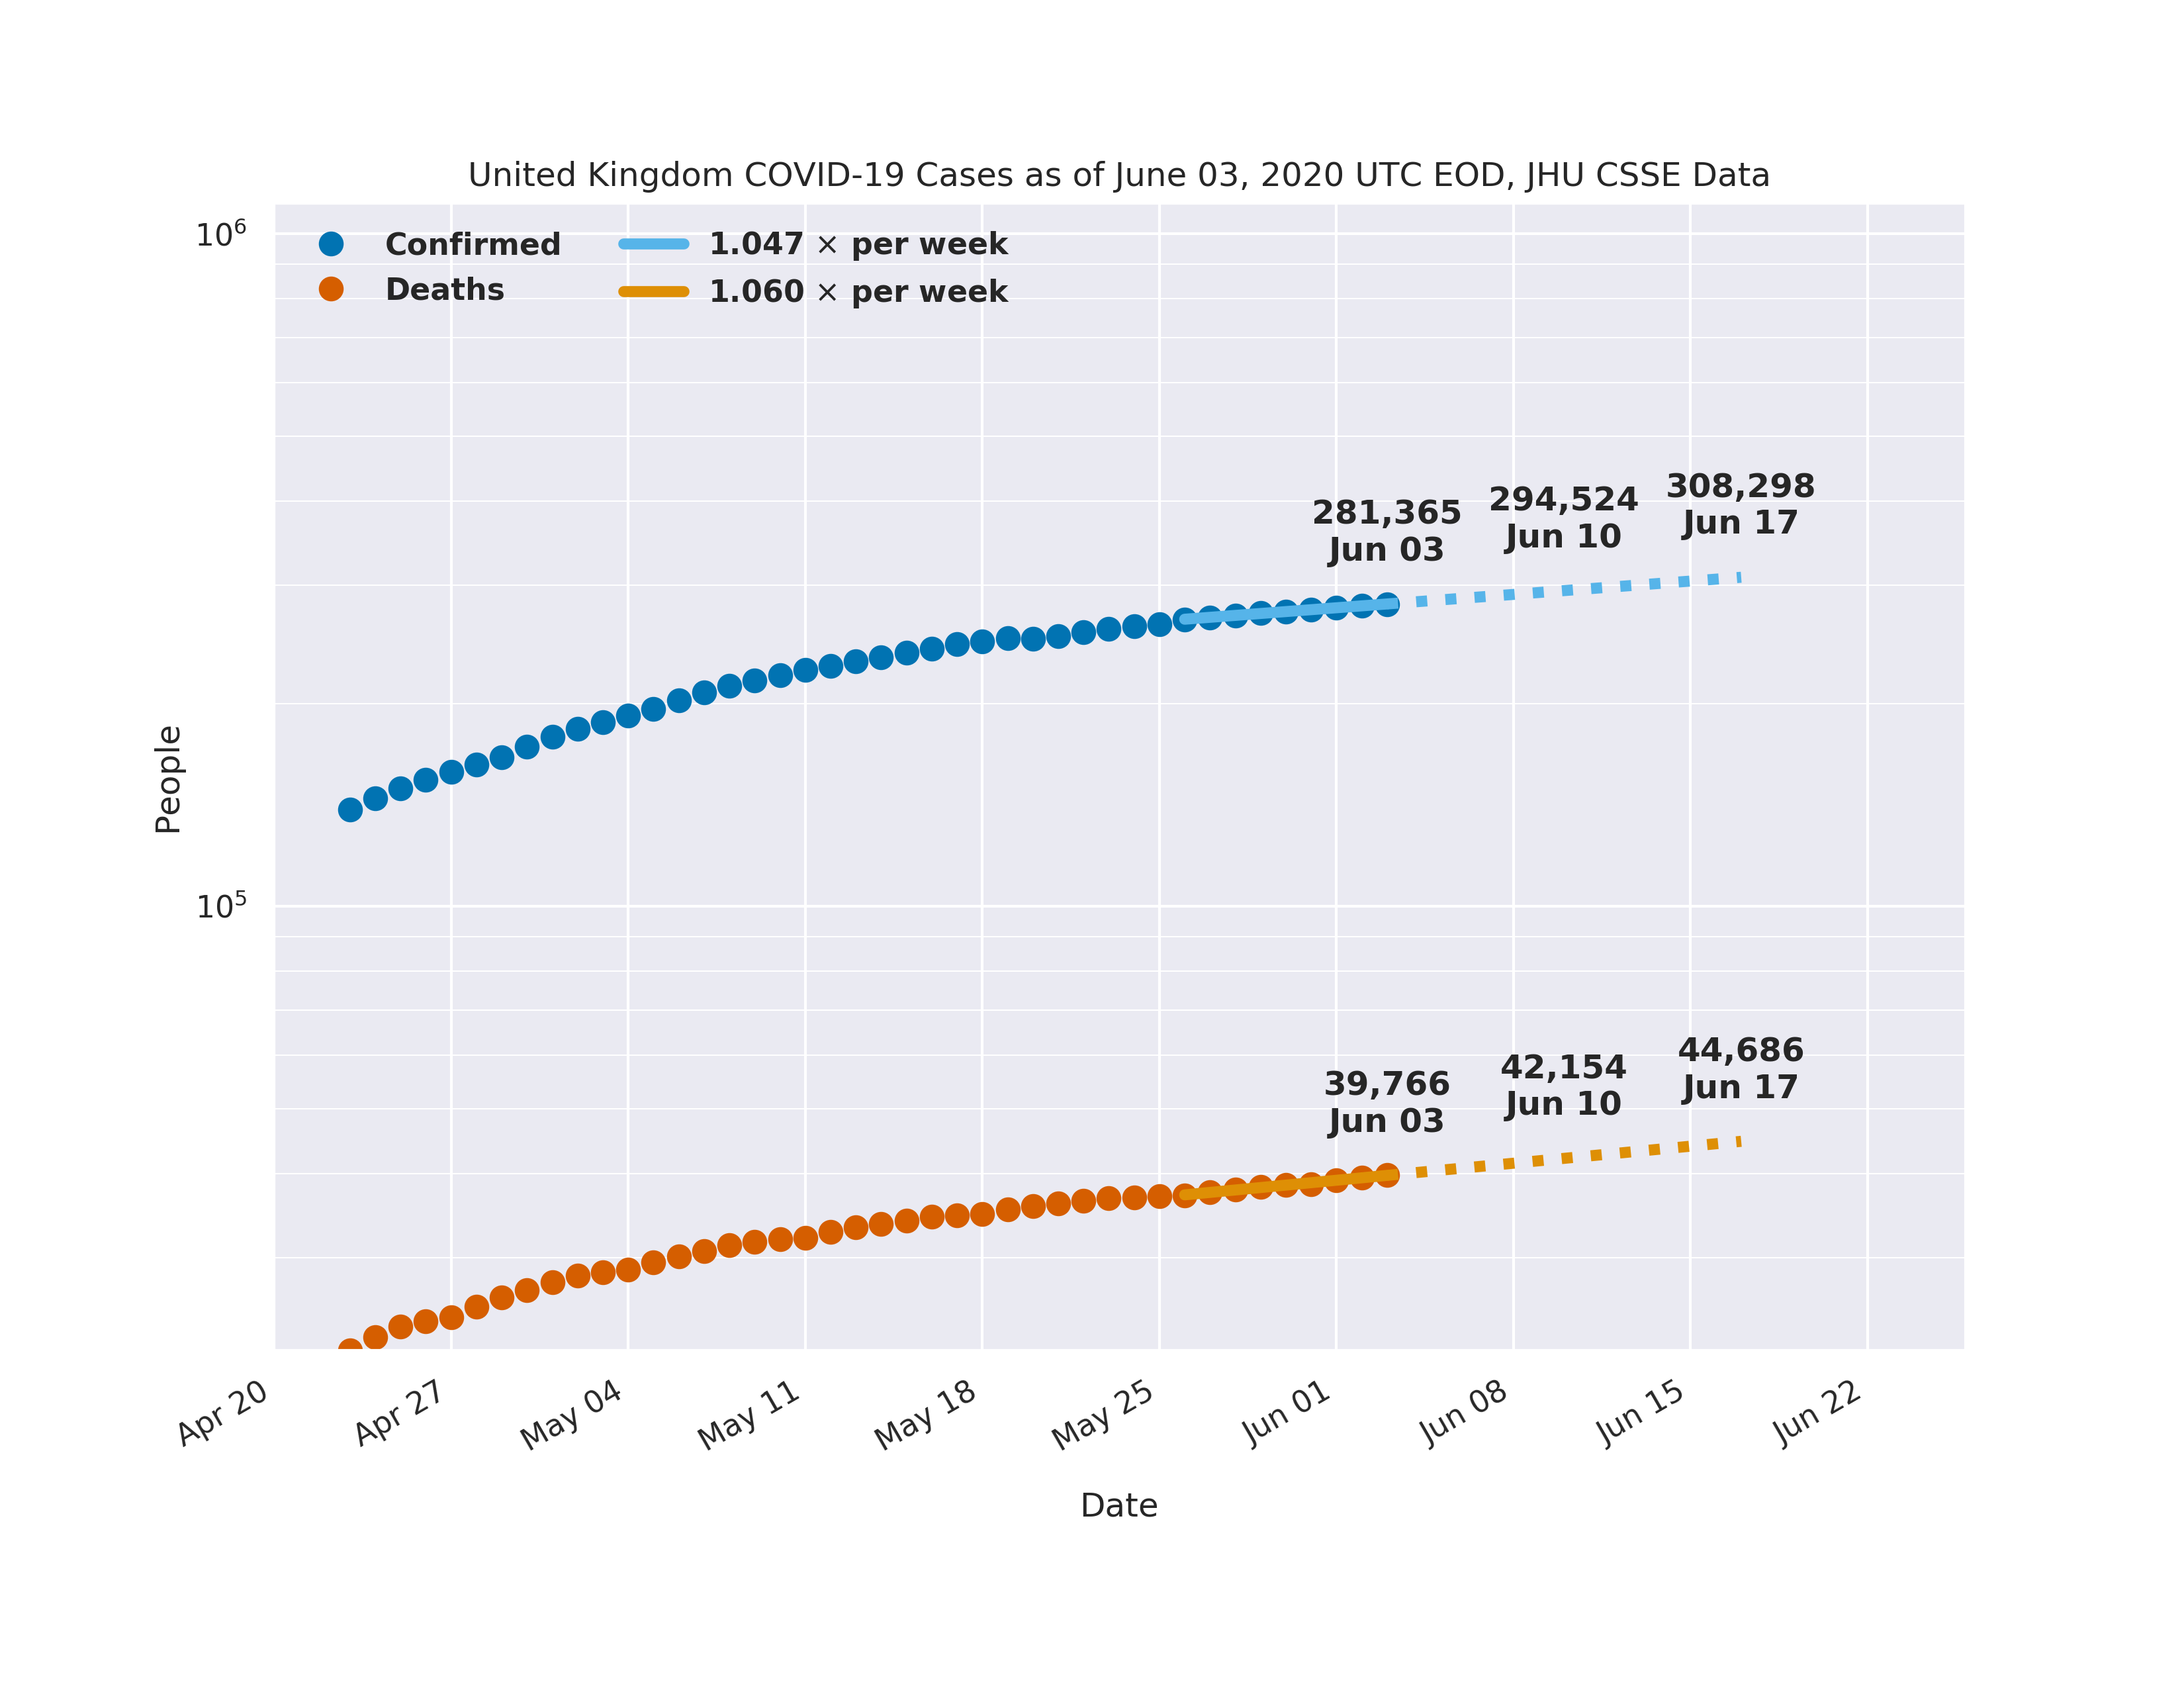 United Kingdom COVID-19 Cases as of June 03, 2020 UTC EOD, JHU CSSE Data
10⁶
Confirmed
Deaths
1.047 × per week
1.060 × per week
281,365
Jun 03
294,524
Jun 10
308,298
Jun 17
People
10⁵
39,766
Jun 03
42,154
Jun 10
44,686
Jun 17
Apr 20
Apr 27
May 04
May 11
May 18
May 25
Jun 01
Jun 08
Jun 15
Jun 22
Date